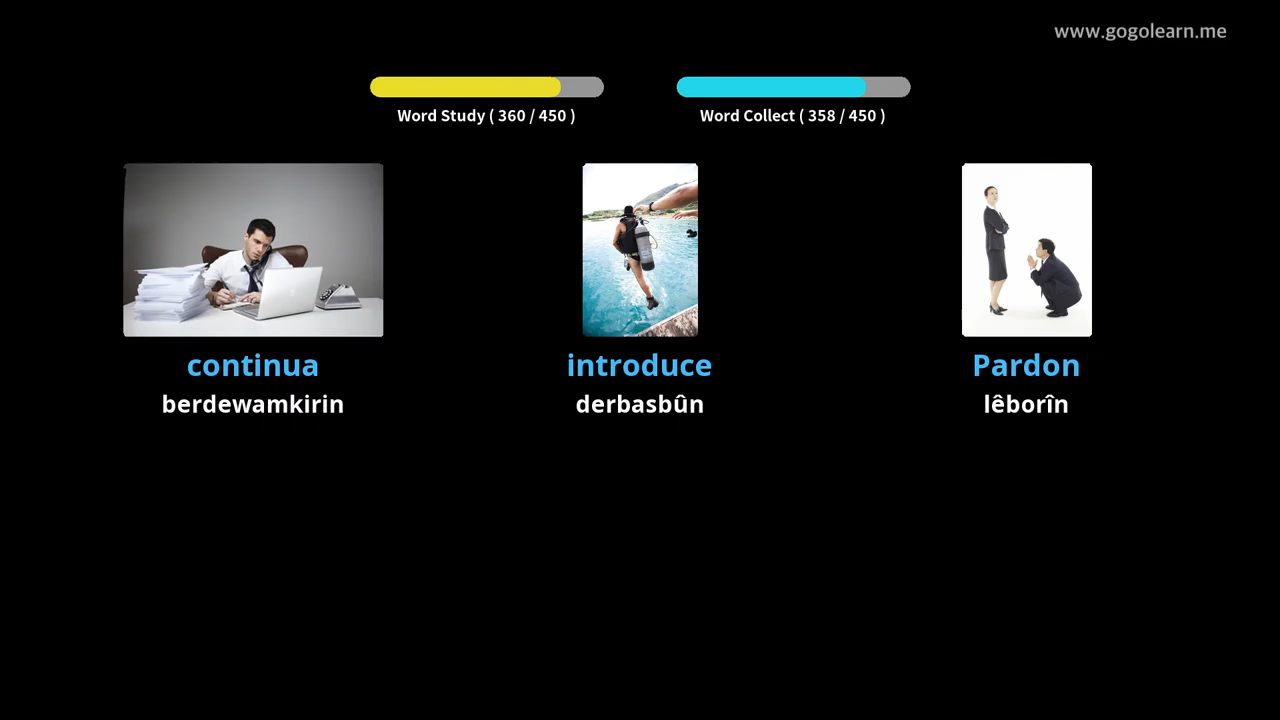 www.gogolearn.me
Word Study ( 360 / 450 )
Word Collect ( 358 / 450 )
continua
introduce
Pardon
berdewamkirin
derbasbûn
lêborîn